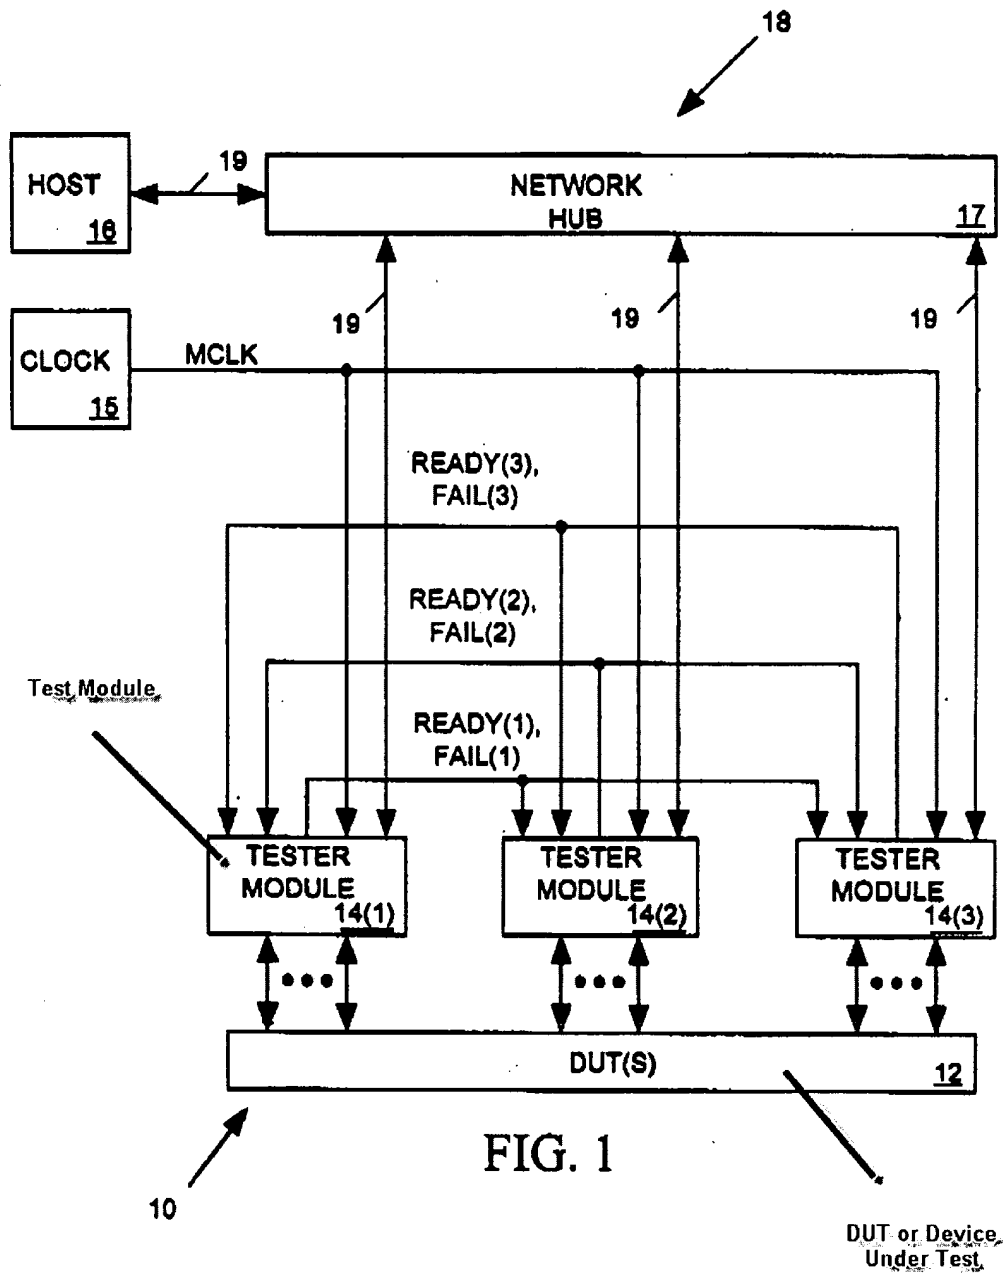 18
HOST
16
19
NETWORK
HUB
17
19
19
19
CLOCK
15
MCLK
READY(3),
FAIL(3)
READY(2),
FAIL(2)
Test Module
READY(1),
FAIL(1)
TESTER
MODULE
14(1)
TESTER
MODULE
14(2)
TESTER
MODULE
14(3)
DUT(S)
12
FIG. 1
10
DUT or Device
Under Test